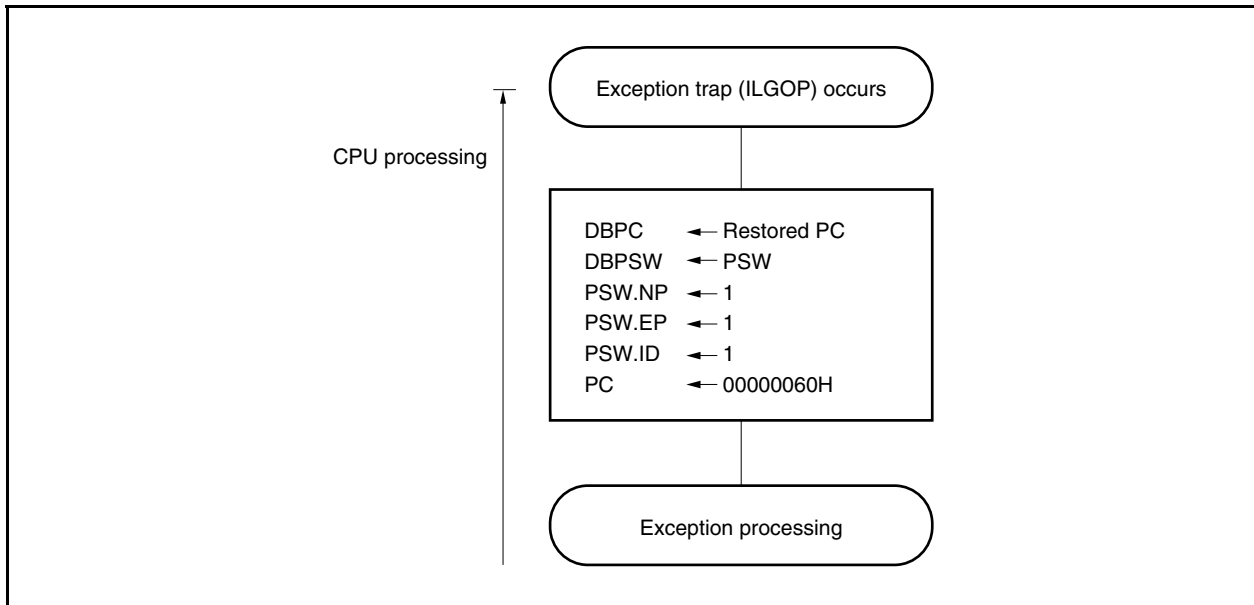 Exception trap (ILGOP) occurs
CPU processing
DBPC ← Restored PC
DBPSW ← PSW
PSW.NP ← 1
PSW.EP ← 1
PSW.ID ← 1
PC ← 00000060H
Exception processing